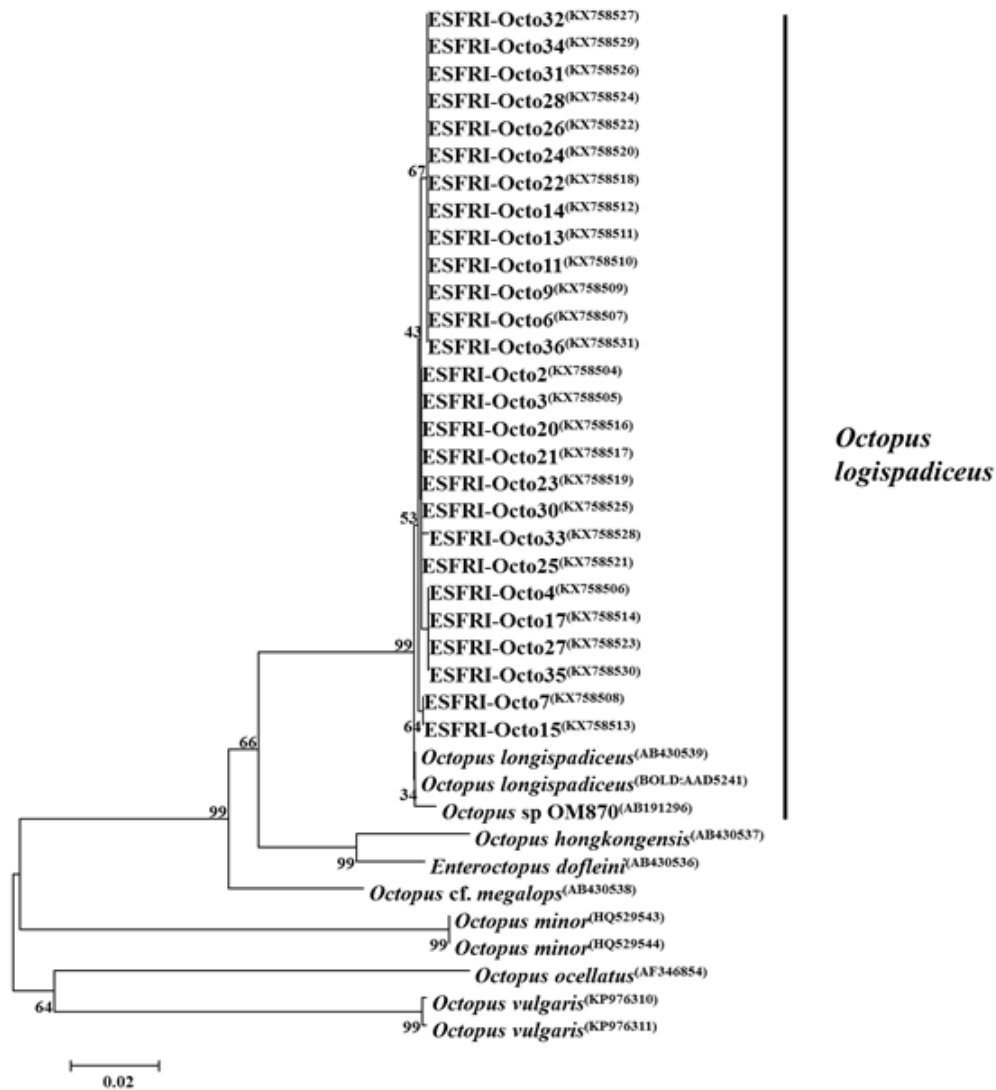 ESFRI-Octo32(KX758527)
ESFRI-Octo34(KX758529)
ESFRI-Octo31(KX758526)
ESFRI-Octo28(KX758524)
ESFRI-Octo26(KX758522)
ESFRI-Octo24(KX758520)
67
ESFRI-Octo22(KX758518)
ESFRI-Octo14(KX758512)
ESFRI-Octo13(KX758511)
ESFRI-Octo11(KX758510)
ESFRI-Octo9(KX758509)
ESFRI-Octo6(KX758507)
43
ESFRI-Octo36(KX758531)
ESFRI-Octo2(KX758504)
ESFRI-Octo3(KX758505)
ESFRI-Octo20(KX758516)
ESFRI-Octo21(KX758517)
ESFRI-Octo23(KX758519)
ESFRI-Octo30(KX758525)
53
ESFRI-Octo33(KX758528)
ESFRI-Octo25(KX758521)
ESFRI-Octo4(KX758506)
ESFRI-Octo17(KX758514)
99
ESFRI-Octo27(KX758523)
ESFRI-Octo35(KX758530)
ESFRI-Octo7(KX758508)
64
ESFRI-Octo15(KX758513)
Octopus longispadiceus(AB430539)
Octopus longispadiceus(BOLD:AAD5241)
34
Octopus sp OM870(AB191296)
Octopus
logispadiceus
66
99
Octopus hongkongensis(AB430537)
99
Enteroctopus dofleini(AB430536)
Octopus cf. megalops(AB430538)
Octopus minor(HQ529543)
99
Octopus minor(HQ529544)
Octopus ocellatus(AF346854)
64
Octopus vulgaris(KP976310)
99
Octopus vulgaris(KP976311)
0.02